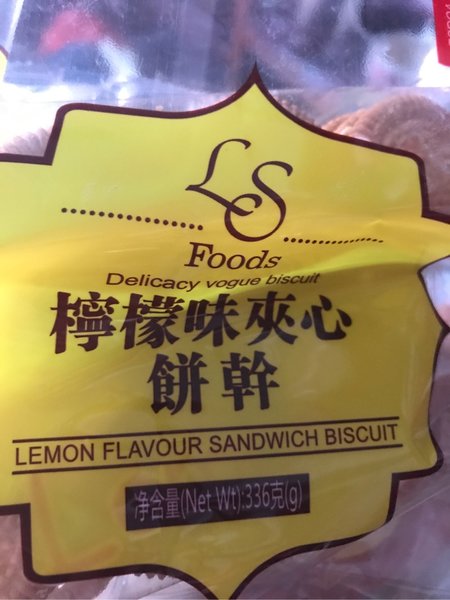 LS
Foods
Delicacy vogue biscuit
檸檬味夾心
餅幹
LEMON FLAVOUR SANDWICH BISCUIT
净含量(Net Wt):336克(g)